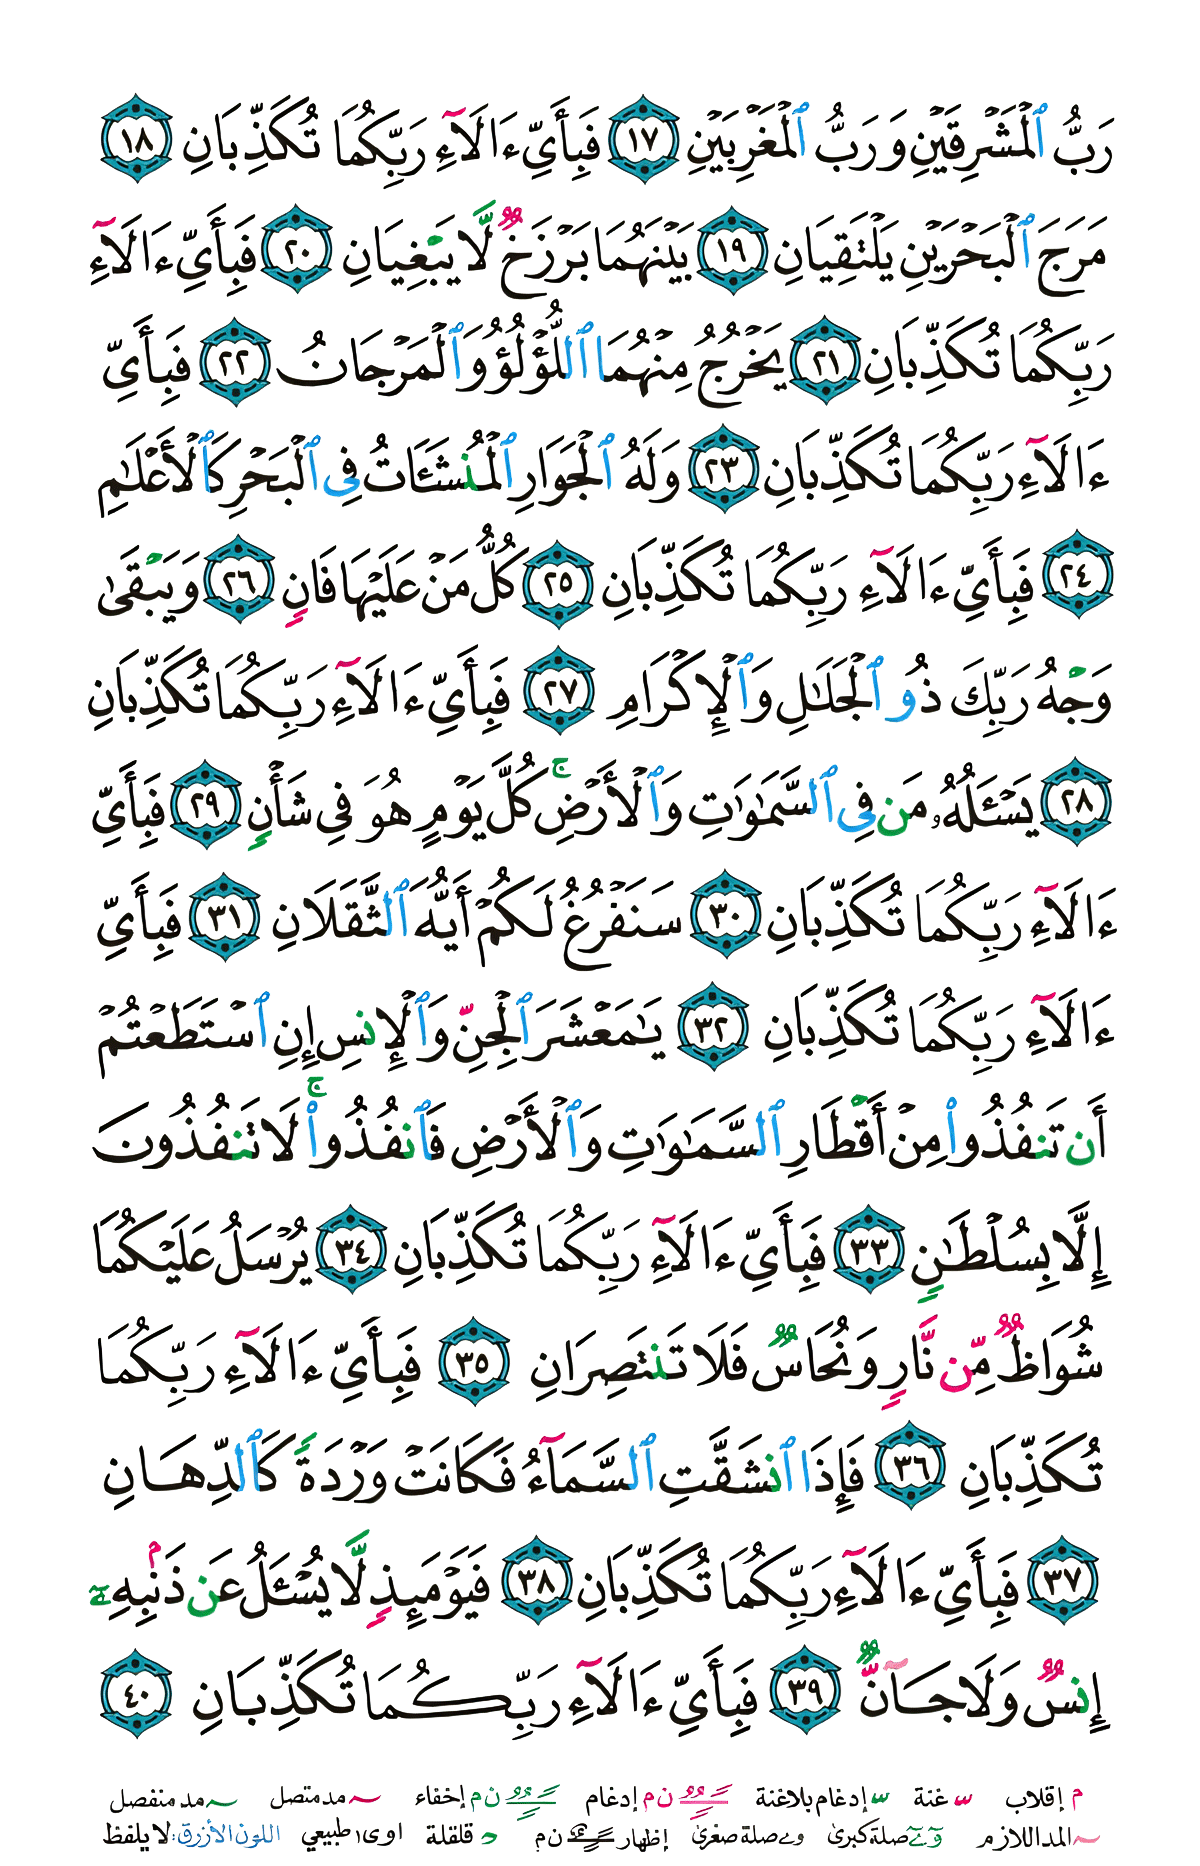 رَبُّ ٱلْمَشْرِقَيْنِ وَرَبُّ ٱلْمَغْرِبَيْنِ ١٧ فَبِأَيِّ ءَالَآءِ رَبِّكُمَا تُكَذِّبَانِ ١٨
مَرَجَ ٱلْبَحْرَيْنِ يَلْتَقِيَانِ ١٩ بَيْنَهُمَا بَرْزَخٌ لَّا يَبْغِيَانِ ٢٠ فَبِأَيِّ ءَالَآءِ
رَبِّكُمَا تُكَذِّبَانِ ٢١ يَخْرُجُ مِنْهُمَا ٱللُّؤْلُؤُ وَٱلْمَرْجَانُ ٢٢ فَبِأَيِّ
ءَالَآءِ رَبِّكُمَا تُكَذِّبَانِ ٢٣ وَلَهُ ٱلْجَوَارِ ٱلْمُنشَـَٔاتُ فِى ٱلْبَحْرِ كَٱلْأَعْلَٰمِ
٢٤ فَبِأَيِّ ءَالَآءِ رَبِّكُمَا تُكَذِّبَانِ ٢٥ كُلُّ مَنْ عَلَيْهَا فَانٍ ٢٦ وَيَبْقَىٰ
وَجْهُ رَبِّكَ ذُو ٱلْجَلَٰلِ وَٱلْإِكْرَامِ ٢٧ فَبِأَيِّ ءَالَآءِ رَبِّكُمَا تُكَذِّبَانِ
٢٨ يَسْـَٔلُهُۥ مَن فِى ٱلسَّمَٰوَٰتِ وَٱلْأَرْضِ ۚ كُلَّ يَوْمٍ هُوَ فِى شَأْنٍ ٢٩ فَبِأَيِّ
ءَالَآءِ رَبِّكُمَا تُكَذِّبَانِ ٣٠ سَنَفْرُغُ لَكُمْ أَيُّهَ ٱلثَّقَلَانِ ٣١ فَبِأَيِّ
ءَالَآءِ رَبِّكُمَا تُكَذِّبَانِ ٣٢ يَٰمَعْشَرَ ٱلْجِنِّ وَٱلْإِنسِ إِنِ ٱسْتَطَعْتُمْ
أَن تَنفُذُوا۟ مِنْ أَقْطَارِ ٱلسَّمَٰوَٰتِ وَٱلْأَرْضِ فَٱنفُذُوا۟ ۚ لَا تَنفُذُونَ
إِلَّا بِسُلْطَٰنٍ ٣٣ فَبِأَيِّ ءَالَآءِ رَبِّكُمَا تُكَذِّبَانِ ٣٤ يُرْسَلُ عَلَيْكُمَا
شُوَاظٌ مِّن نَّارٍ وَنُحَاسٌ فَلَا تَنتَصِرَانِ ٣٥ فَبِأَيِّ ءَالَآءِ رَبِّكُمَا
تُكَذِّبَانِ ٣٦ فَإِذَا ٱنشَقَّتِ ٱلسَّمَآءُ فَكَانَتْ وَرْدَةً كَٱلدِّهَانِ
٣٧ فَبِأَيِّ ءَالَآءِ رَبِّكُمَا تُكَذِّبَانِ ٣٨ فَيَوْمَئِذٍ لَّا يُسْـَٔلُ عَن ذَنۢبِهِۦٓ
إِنسٌ وَلَا جَآنٌّ ٣٩ فَبِأَيِّ ءَالَآءِ رَبِّكُمَا تُكَذِّبَانِ ٤٠
م إقلاب غنة إدغام بلاغنة ن م إدغام ن م إخفاء مد متصل مد منفصل
المد اللازم صلة كبرى و ے صلة صغرى إظهار ن م قلقلة ا و ى طبيعي اللون الأزرق: لا يلفظ